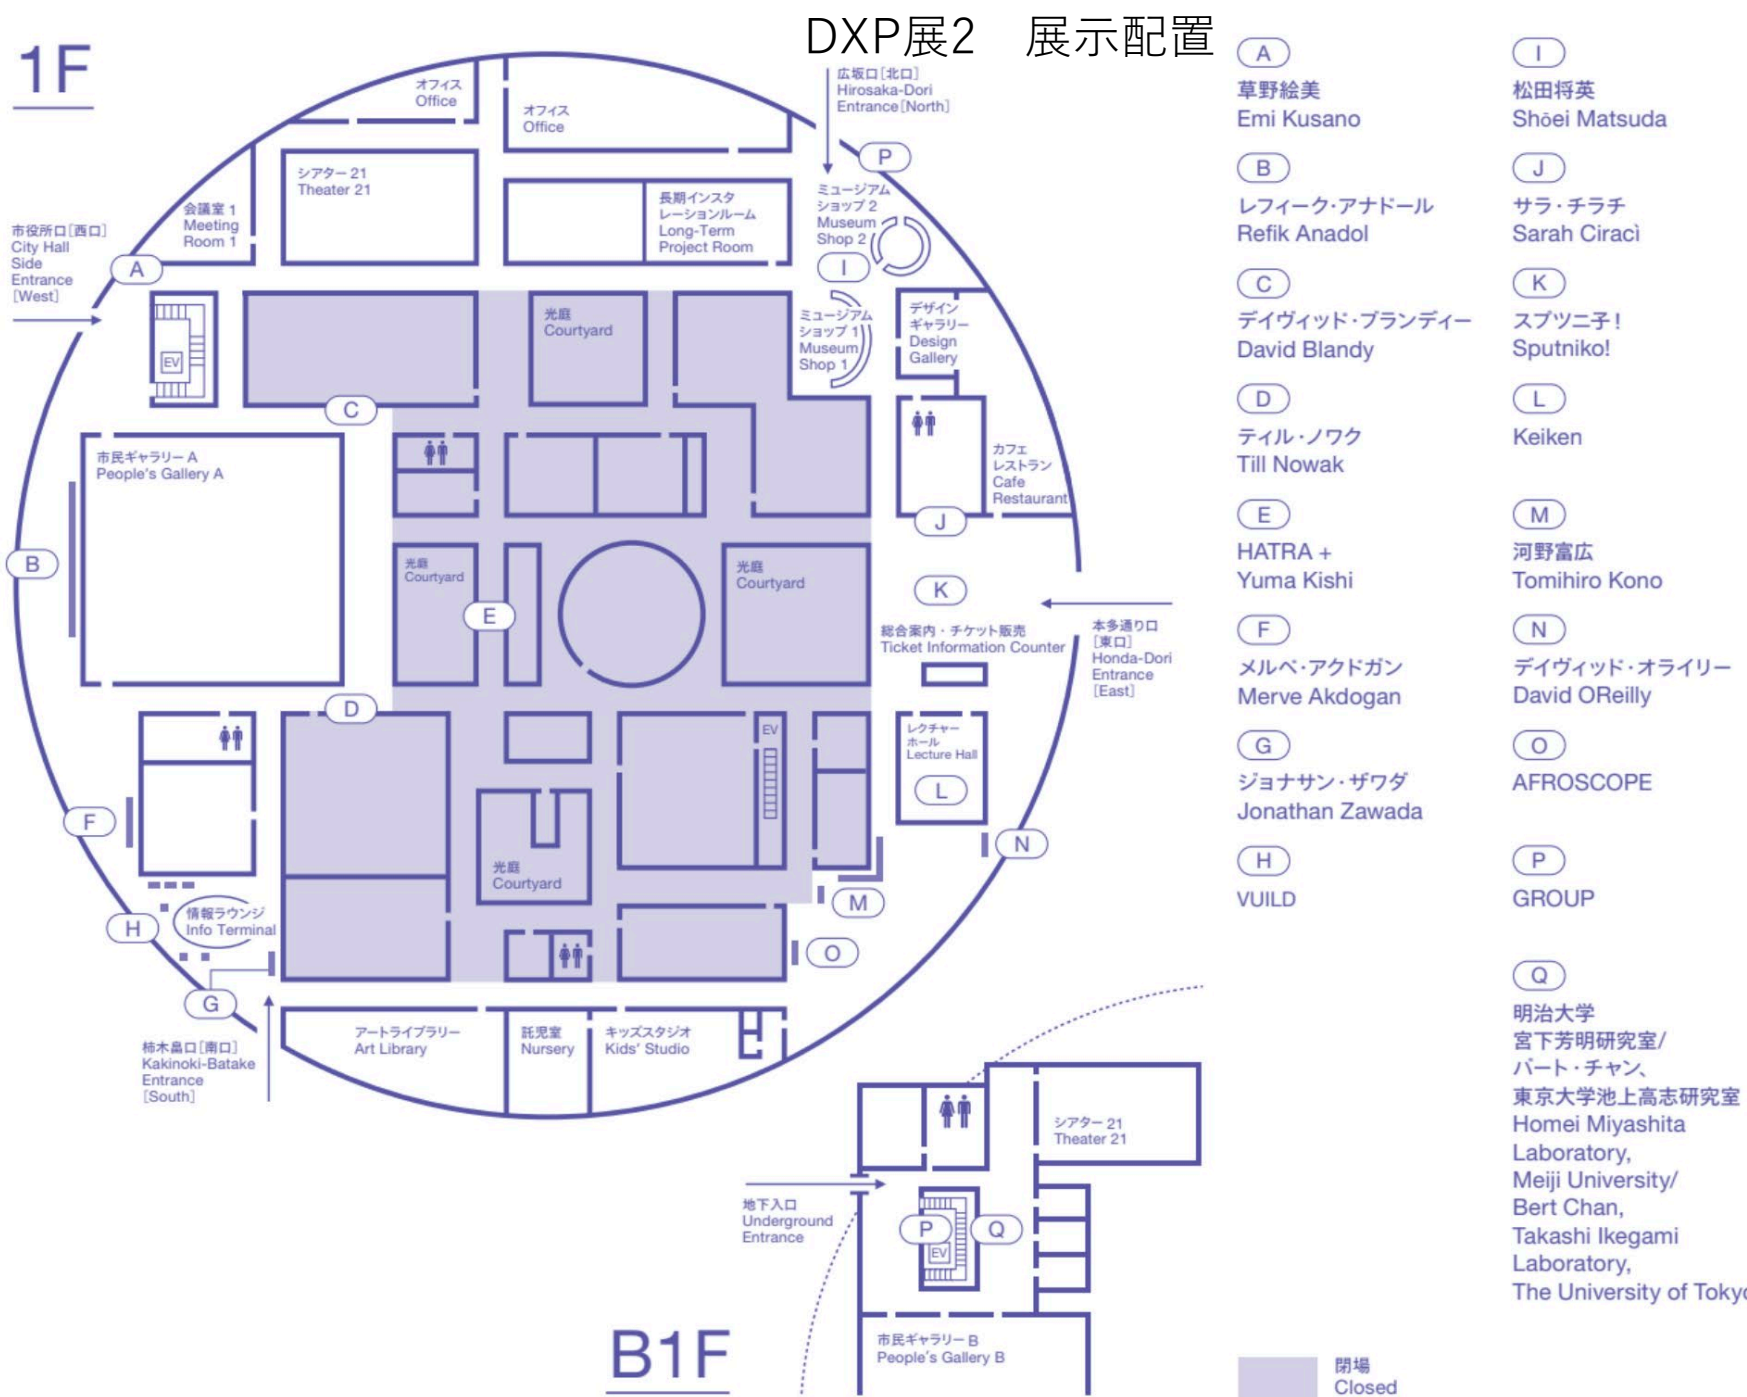 DXP展2　展示配置
1F
オフィス
Office
オフィス
Office
広坂口[北口]
Hirosaka-Dori
Entrance[North]
P
シアター 21
Theater 21
会議室 1
Meeting
Room 1
長期インスタ
レーションルーム
Long-Term
Project Room
ミュージアム
ショップ 2
Museum
Shop 2
I
市役所口[西口]
City Hall
Side
Entrance
[West]
A
EV
光庭
Courtyard
ミュージアム
ショップ 1
Museum
Shop 1
デザイン
ギャラリー
Design
Gallery
C
市民ギャラリー A
People's Gallery A
カフェ
レストラン
Cafe
Restaurant
J
B
光庭
Courtyard
E
光庭
Courtyard
K
総合案内・チケット販売
Ticket Information Counter
本多通り口
[東口]
Honda-Dori
Entrance
[East]
D
EV
レクチャー
ホール
Lecture Hall
L
F
N
光庭
Courtyard
M
H
情報ラウンジ
Info Terminal
O
G
柿木畠口[南口]
Kakinoki-Batake
Entrance
[South]
アートライブラリー
Art Library
託児室
Nursery
キッズスタジオ
Kids' Studio
シアター 21
Theater 21
地下入口
Underground
Entrance
P
EV
Q
B1F
市民ギャラリー B
People's Gallery B
A
草野絵美
Emi Kusano
B
レフィーク・アナドール
Refik Anadol
C
デイヴィッド・ブランディー
David Blandy
D
ティル・ノワク
Till Nowak
E
HATRA +
Yuma Kishi
F
メルベ・アクドガン
Merve Akdogan
G
ジョナサン・ザワダ
Jonathan Zawada
H
VUILD
I
松田将英
Shōei Matsuda
J
サラ・チラチ
Sarah Ciracì
K
スプツニ子！
Sputniko!
L
Keiken
M
河野富広
Tomihiro Kono
N
デイヴィッド・オライリー
David OReilly
O
AFROSCOPE
P
GROUP
Q
明治大学
宮下芳明研究室/
バート・チャン、
東京大学池上高志研究室
Homei Miyashita
Laboratory,
Meiji University/
Bert Chan,
Takashi Ikegami
Laboratory,
The University of Tokyo
閉場
Closed